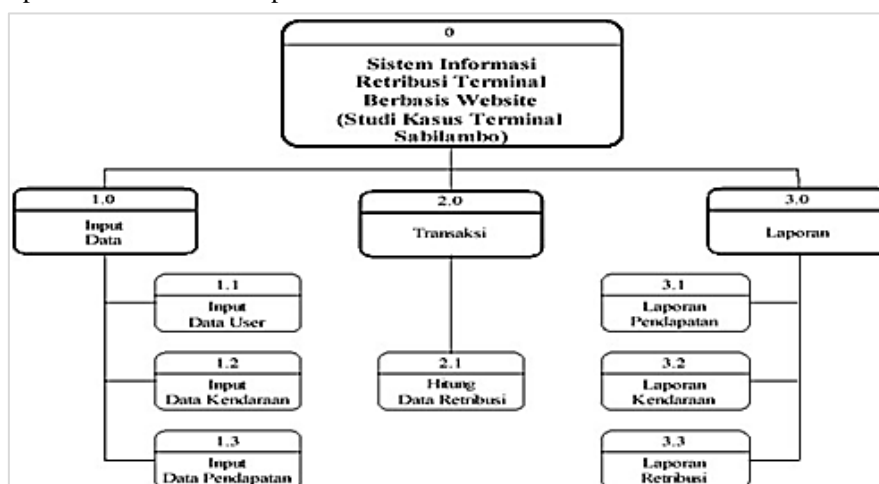 0
Sistem Informasi
Retribusi Terminal
Berbasis Website
(Studi Kasus Terminal
Sabilambo)
1.0
Input
Data
2.0
Transaksi
3.0
Laporan
1.1
Input
Data User
3.1
Laporan
Pendapatan
1.2
Input
Data Kendaraan
2.1
Hitung
Data Retribusi
3.2
Laporan
Kendaraan
1.3
Input
Data Pendapatan
3.3
Laporan
Retribusi